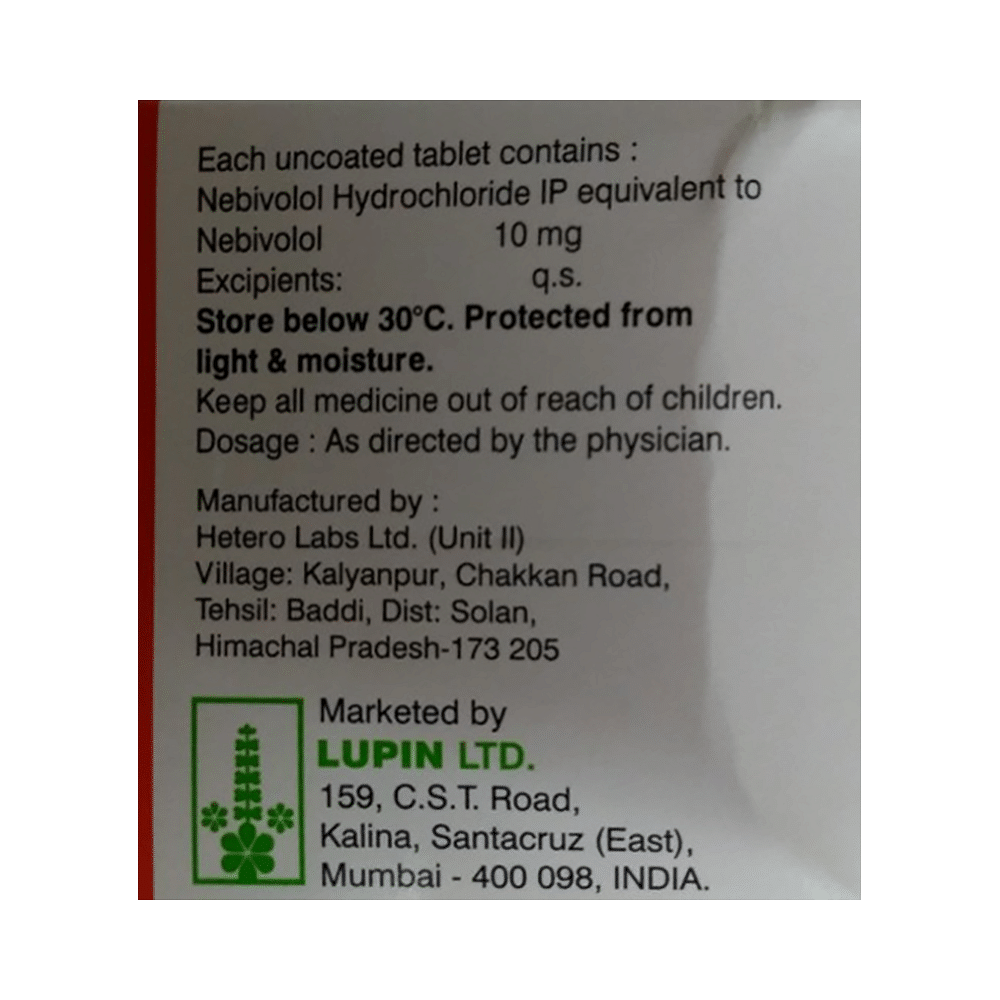 Each uncoated tablet contains :
Nebivolol Hydrochloride IP equivalent to
Nebivolol 10 mg
Excipients: q.s.
Store below 30°C. Protected from
light & moisture.
Keep all medicine out of reach of children.
Dosage : As directed by the physician.
Manufactured by :
Hetero Labs Ltd. (Unit II)
Village: Kalyanpur, Chakkan Road,
Tehsil: Baddi, Dist: Solan,
Himachal Pradesh-173 205
Marketed by
LUPIN LTD.
159, C.S.T. Road,
Kalina, Santacruz (East),
Mumbai - 400 098, INDIA.